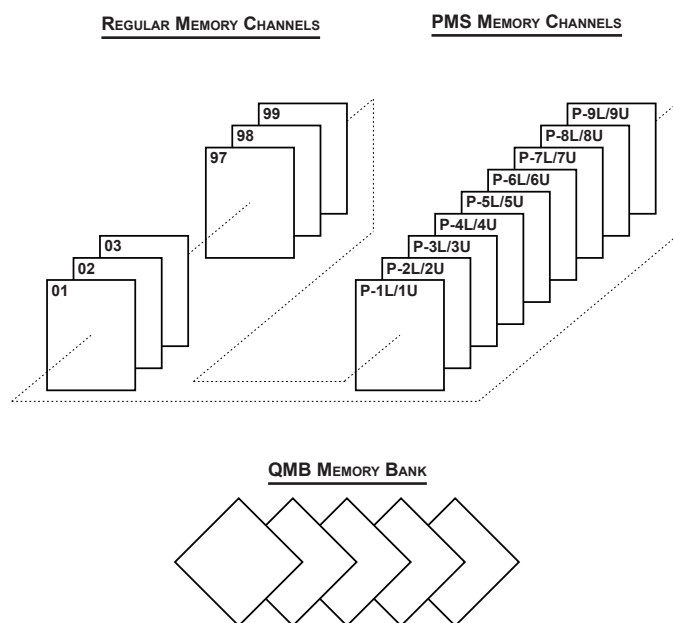 REGULAR MEMORY CHANNELS
PMS MEMORY CHANNELS
99
98
97
03
02
01
P-9L/9U
P-8L/8U
P-7L/7U
P-6L/6U
P-5L/5U
P-4L/4U
P-3L/3U
P-2L/2U
P-1L/1U
QMB MEMORY BANK